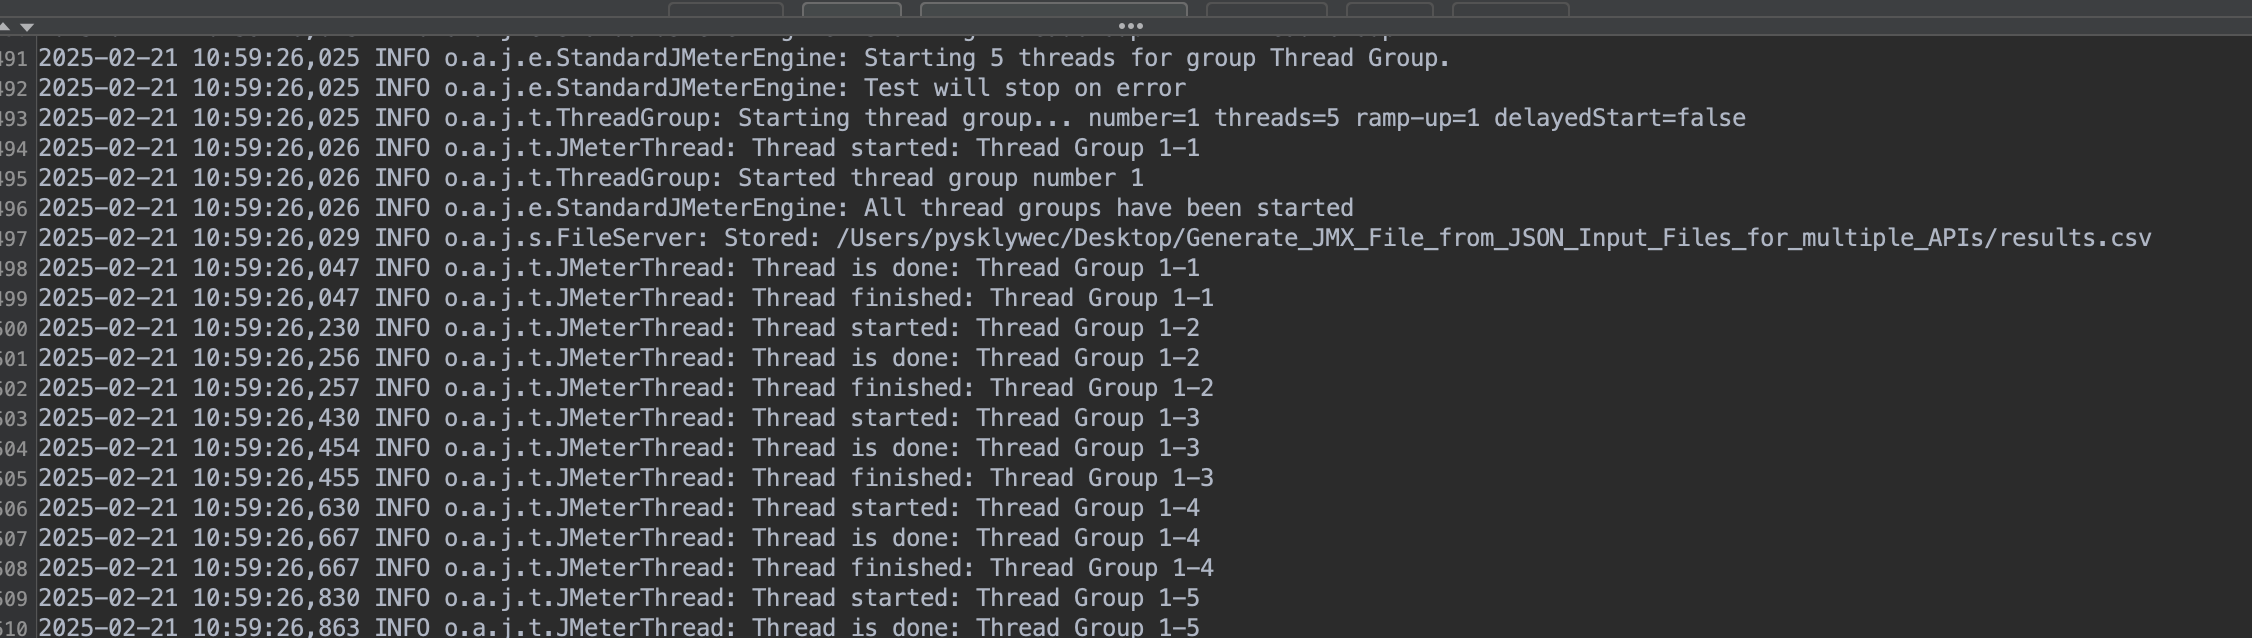 491 2025-02-21 10:59:26,025 INFO o.a.j.e.StandardJMeterEngine: Starting 5 threads for group Thread Group.
492 2025-02-21 10:59:26,025 INFO o.a.j.e.StandardJMeterEngine: Test will stop on error
493 2025-02-21 10:59:26,025 INFO o.a.j.t.ThreadGroup: Starting thread group... number=1 threads=5 ramp-up=1 delayedStart=false
494 2025-02-21 10:59:26,026 INFO o.a.j.t.JMeterThread: Thread started: Thread Group 1-1
495 2025-02-21 10:59:26,026 INFO o.a.j.t.ThreadGroup: Started thread group number 1
496 2025-02-21 10:59:26,026 INFO o.a.j.e.StandardJMeterEngine: All thread groups have been started
497 2025-02-21 10:59:26,029 INFO o.a.j.s.FileServer: Stored: /Users/pysklywec/Desktop/Generate_JMX_File_from_JSON_Input_Files_for_multiple_APIs/results.csv
498 2025-02-21 10:59:26,047 INFO o.a.j.t.JMeterThread: Thread is done: Thread Group 1-1
499 2025-02-21 10:59:26,047 INFO o.a.j.t.JMeterThread: Thread finished: Thread Group 1-1
500 2025-02-21 10:59:26,230 INFO o.a.j.t.JMeterThread: Thread started: Thread Group 1-2
501 2025-02-21 10:59:26,256 INFO o.a.j.t.JMeterThread: Thread is done: Thread Group 1-2
502 2025-02-21 10:59:26,257 INFO o.a.j.t.JMeterThread: Thread finished: Thread Group 1-2
503 2025-02-21 10:59:26,430 INFO o.a.j.t.JMeterThread: Thread started: Thread Group 1-3
504 2025-02-21 10:59:26,454 INFO o.a.j.t.JMeterThread: Thread is done: Thread Group 1-3
505 2025-02-21 10:59:26,455 INFO o.a.j.t.JMeterThread: Thread finished: Thread Group 1-3
506 2025-02-21 10:59:26,630 INFO o.a.j.t.JMeterThread: Thread started: Thread Group 1-4
507 2025-02-21 10:59:26,667 INFO o.a.j.t.JMeterThread: Thread is done: Thread Group 1-4
508 2025-02-21 10:59:26,667 INFO o.a.j.t.JMeterThread: Thread finished: Thread Group 1-4
509 2025-02-21 10:59:26,830 INFO o.a.j.t.JMeterThread: Thread started: Thread Group 1-5
510 2025-02-21 10:59:26,863 INFO o.a.j.t.JMeterThread: Thread is done: Thread Group 1-5